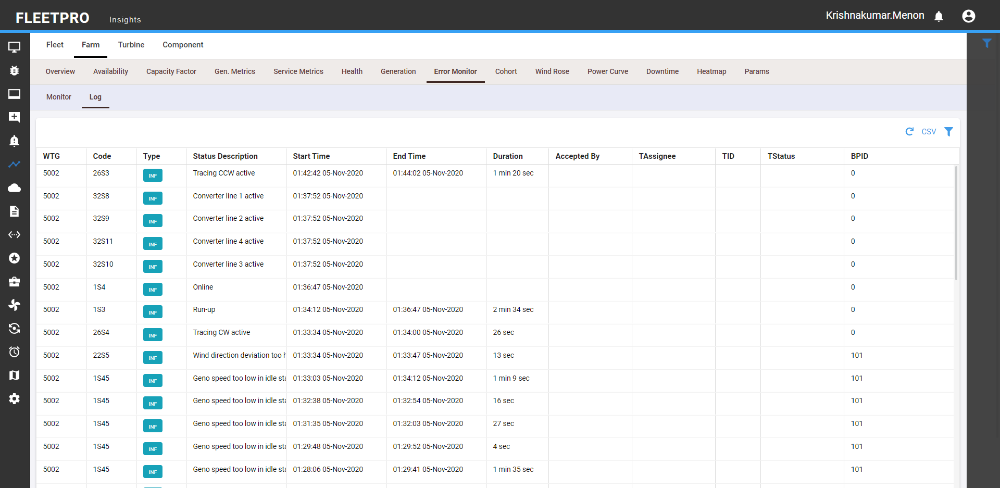 FLEETPRO Insights Krishnakumar.Menon
Fleet Farm Turbine Component
Overview Availability Capacity Factor Gen. Metrics Service Metrics Health Generation Error Monitor Cohort Wind Rose Power Curve Downtime Heatmap Params
Monitor Log
CSV
WTG Code Type Status Description Start Time End Time Duration Accepted By TAssignee TID TStatus BPID
5002 26S3 INF Tracing CCW active 01:42:42 05-Nov-2020 01:44:02 05-Nov-2020 1 min 20 sec 0
5002 32S8 INF Converter line 1 active 01:37:52 05-Nov-2020 0
5002 32S9 INF Converter line 2 active 01:37:52 05-Nov-2020 0
5002 32S11 INF Converter line 4 active 01:37:52 05-Nov-2020 0
5002 32S10 INF Converter line 3 active 01:37:52 05-Nov-2020 0
5002 1S4 INF Online 01:36:47 05-Nov-2020 0
5002 1S3 INF Run-up 01:34:12 05-Nov-2020 01:36:47 05-Nov-2020 2 min 34 sec 0
5002 26S4 INF Tracing CW active 01:33:34 05-Nov-2020 01:34:00 05-Nov-2020 26 sec 0
5002 22S5 INF Wind direction deviation too h 01:33:34 05-Nov-2020 01:33:47 05-Nov-2020 13 sec 101
5002 1S45 INF Geno speed too low in idle sta 01:33:03 05-Nov-2020 01:34:12 05-Nov-2020 1 min 9 sec 101
5002 1S45 INF Geno speed too low in idle sta 01:32:38 05-Nov-2020 01:32:54 05-Nov-2020 16 sec 101
5002 1S45 INF Geno speed too low in idle sta 01:31:35 05-Nov-2020 01:32:03 05-Nov-2020 27 sec 101
5002 1S45 INF Geno speed too low in idle sta 01:29:48 05-Nov-2020 01:29:52 05-Nov-2020 4 sec 101
5002 1S45 INF Geno speed too low in idle sta 01:28:06 05-Nov-2020 01:29:41 05-Nov-2020 1 min 35 sec 101